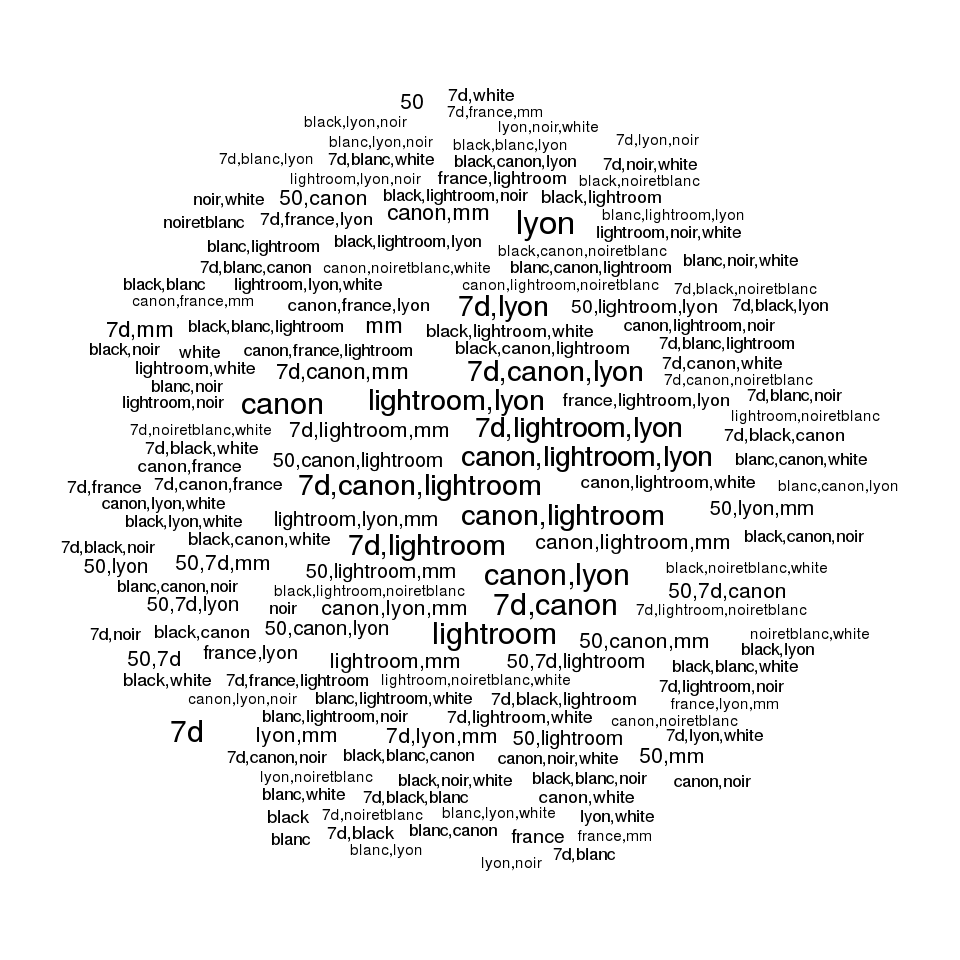 50 7d,white
7d,france,mm
black,lyon,noir lyon,noir,white
blanc,lyon,noir black,blanc,lyon 7d,lyon,noir
7d,blanc,lyon 7d,blanc,white black,canon,lyon 7d,noir,white
lightroom,lyon,noir france,lightroom black,noiretblanc
noir,white 50,canon black,lightroom,noir black,lightroom
noiretblanc 7d,france,lyon canon,mm lyon blanc,lightroom,lyon
lightroom,noir,white
blanc,lightroom black,lightroom,lyon black,canon,noiretblanc
7d,blanc,canon canon,noiretblanc,white blanc,canon,lightroom blanc,noir,white
black,blanc lightroom,lyon,white canon,lightroom,noiretblanc 7d,black,noiretblanc
canon,france,mm canon,france,lyon 7d,lyon 50,lightroom,lyon 7d,black,lyon
7d,mm black,blanc,lightroom mm black,lightroom,white canon,lightroom,noir
black,noir white canon,france,lightroom black,canon,lightroom 7d,blanc,lightroom
lightroom,white 7d,canon,mm 7d,canon,lyon 7d,canon,white
7d,canon,noiretblanc
blanc,noir
lightroom,noir canon lightroom,lyon france,lightroom,lyon 7d,blanc,noir
lightroom,noiretblanc
7d,noiretblanc,white 7d,lightroom,mm 7d,lightroom,lyon 7d,black,canon
7d,black,white
canon,france 50,canon,lightroom canon,lightroom,lyon blanc,canon,white
7d,france 7d,canon,france 7d,canon,lightroom canon,lightroom,white blanc,canon,lyon
canon,lyon,white
black,lyon,white lightroom,lyon,mm canon,lightroom 50,lyon,mm
7d,black,noir black,canon,white 7d,lightroom canon,lightroom,mm black,canon,noir
50,lyon 50,7d,mm 50,lightroom,mm canon,lyon black,noiretblanc,white
blanc,canon,noir black,lightroom,noiretblanc 50,7d,canon
50,7d,lyon noir canon,lyon,mm 7d,canon 7d,lightroom,noiretblanc
7d,noir black,canon 50,canon,lyon lightroom 50,canon,mm noiretblanc,white
black,lyon
50,7d france,lyon lightroom,mm 50,7d,lightroom black,blanc,white
black,white 7d,france,lightroom lightroom,noiretblanc,white 7d,lightroom,noir
canon,lyon,noir blanc,lightroom,white 7d,black,lightroom france,lyon,mm
blanc,lightroom,noir 7d,lightroom,white canon,noiretblanc
7d lyon,mm 7d,lyon,mm 50,lightroom 7d,lyon,white
7d,canon,noir black,blanc,canon canon,noir,white 50,mm
lyon,noiretblanc black,noir,white black,blanc,noir canon,noir
blanc,white 7d,black,blanc canon,white
black 7d,noiretblanc blanc,lyon,white lyon,white
blanc 7d,black blanc,canon france france,mm
blanc,lyon 7d,blanc
lyon,noir